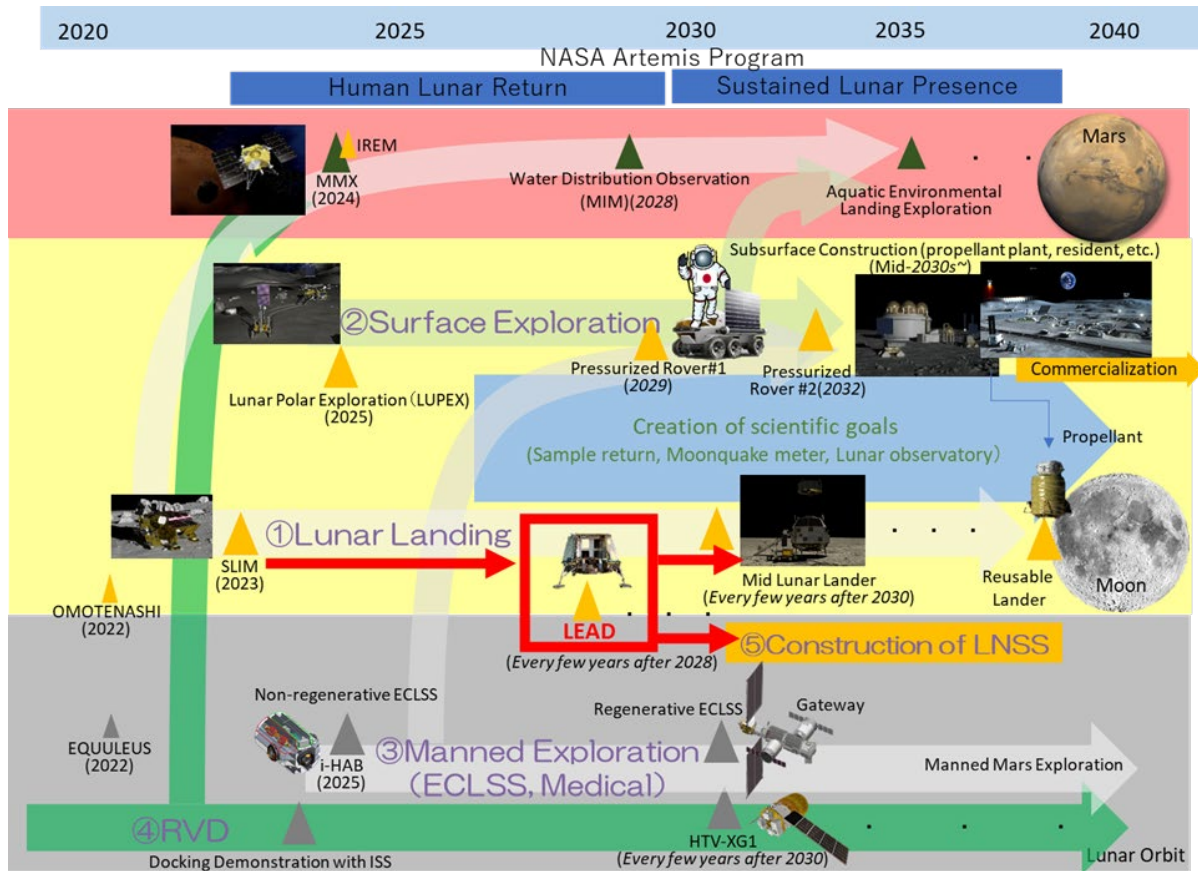 2020 2025 2030 2035 2040
NASA Artemis Program
Human Lunar Return
Sustained Lunar Presence
IREM
MMX
(2024)
Water Distribution Observation
(MIM)(2028)
Aquatic Environmental
Landing Exploration
Mars
Subsurface Construction (propellant plant, resident, etc.)
(Mid-2030s~)
②Surface Exploration
Lunar Polar Exploration（LUPEX）
(2025)
Pressurized Rover#1
(2029)
Pressurized
Rover #2(2032)
Commercialization
Creation of scientific goals
(Sample return, Moonquake meter, Lunar observatory）
Propellant
①Lunar Landing
SLIM
(2023)
OMOTENASHI
(2022)
LEAD
(Every few years after 2028)
Mid Lunar Lander
(Every few years after 2030)
Reusable
Lander
Moon
⑤Construction of LNSS
Non-regenerative ECLSS
EQUULEUS
(2022)
i-HAB
(2025)
③Manned Exploration
（ECLSS, Medical）
Regenerative ECLSS
Gateway
Manned Mars Exploration
④RVD
Docking Demonstration with ISS
HTV-XG1
(Every few years after 2030)
Lunar Orbit